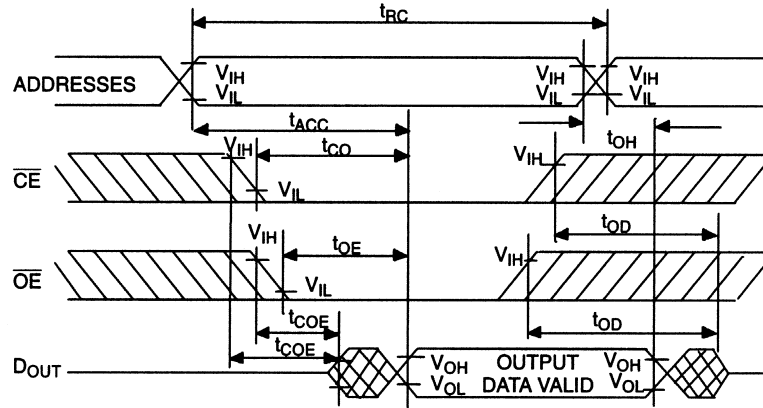 tRC
ADDRESSES
VIH
VIL
VIH
VIL
VIH
VIL
tACC
tOH
CE
VIH
tCO
VIL
VIH
tOD
OE
VIH
tOE
VIL
VIH
tCOE
tOD
tCOE
DOUT
VOH
VOL
OUTPUT
DATA VALID
VOH
VOL